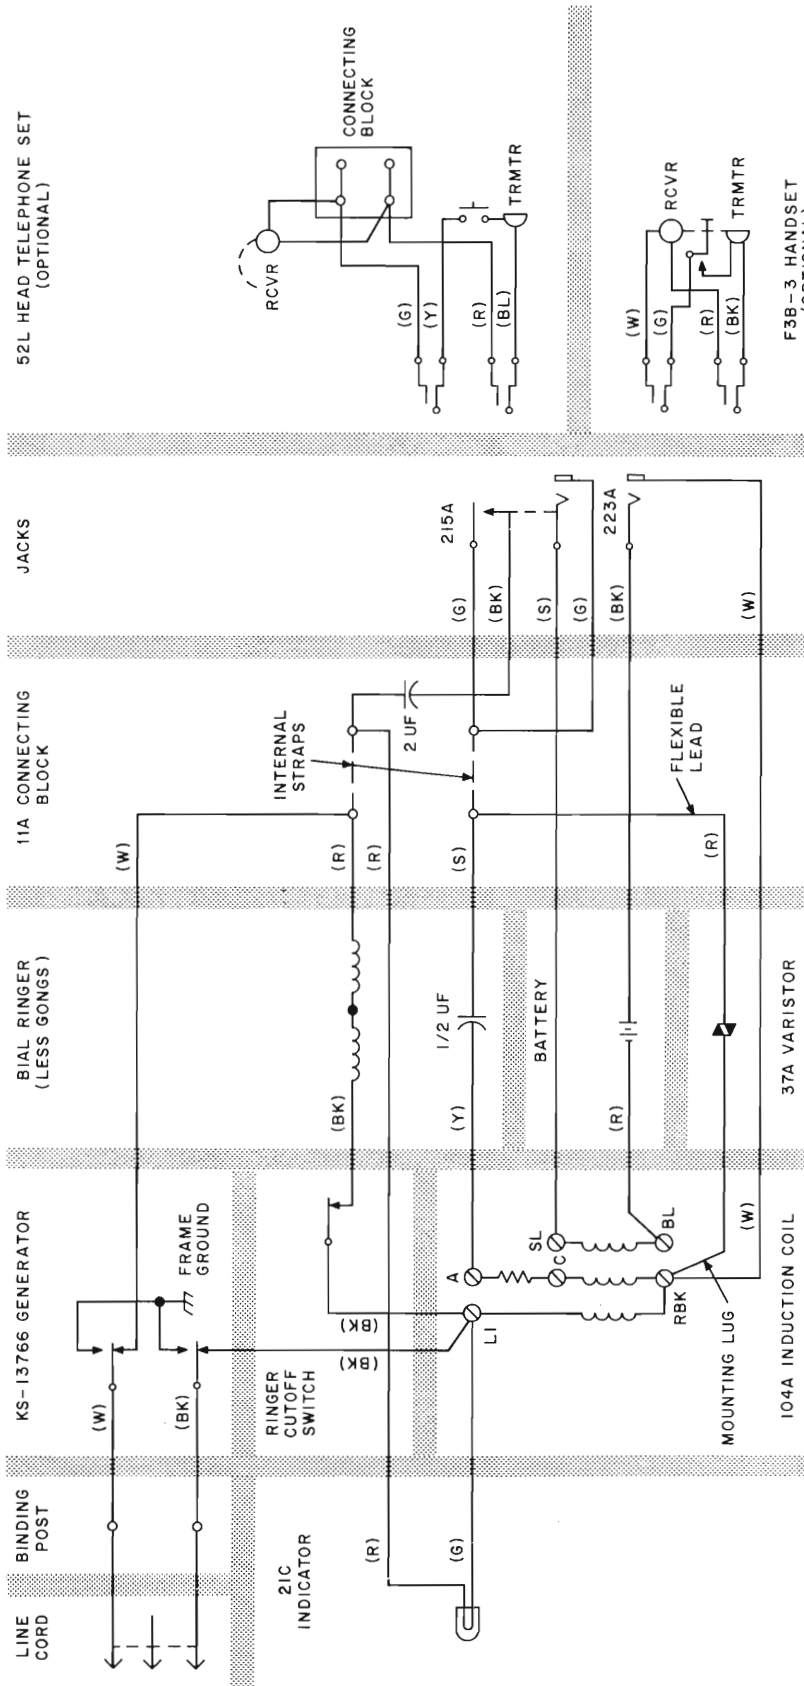 LINE
CORD
BINDING
POST
KS-13766 GENERATOR
BIAL RINGER
(LESS GONGS)
11A CONNECTING
BLOCK
JACKS
52L HEAD TELEPHONE SET
(OPTIONAL)
(W)
(BK)
FRAME
GROUND
(W)
RINGER
CUTOFF
SWITCH
(BK)
(BK)
(BK)
(R)
(R)
INTERNAL
STRAPS
2 UF
21C
INDICATOR
(R)
(G)
L1
A
(Y)
1/2 UF
(S)
(G)
215A
(BK)
SL
C
BATTERY
(S)
(G)
RBK
BL
(R)
(BK)
223A
FLEXIBLE
LEAD
(R)
(W)
(W)
MOUNTING LUG
104A INDUCTION COIL
37A VARISTOR
RCVR
CONNECTING
BLOCK
(G)
(Y)
(R)
(BL)
TRMTR
(W)
(G)
(R)
(BK)
RCVR
TRMTR
F3B-3 HANDSET